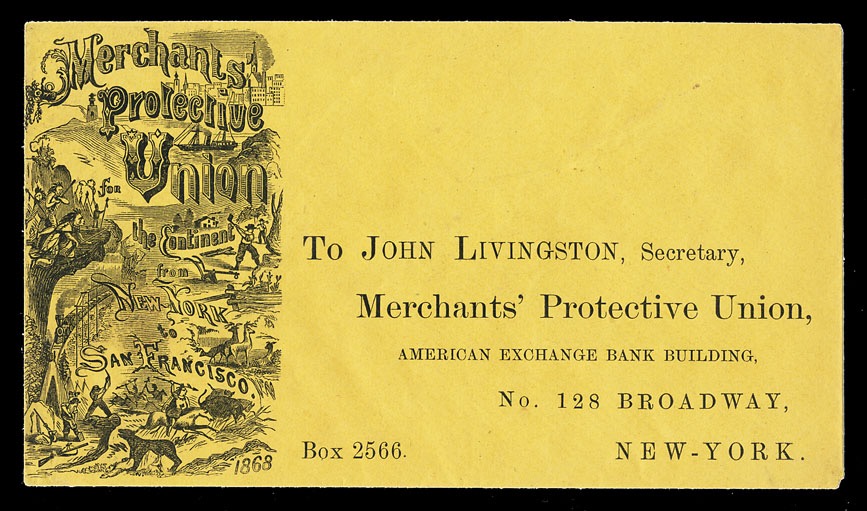 Merchants'
Protective
Union
for
the Continent
from
New-York
to
San Francisco.
1868
To John Livingston, Secretary,
Merchants' Protective Union,
AMERICAN EXCHANGE BANK BUILDING,
No. 128 BROADWAY,
Box 2566.
NEW-YORK.